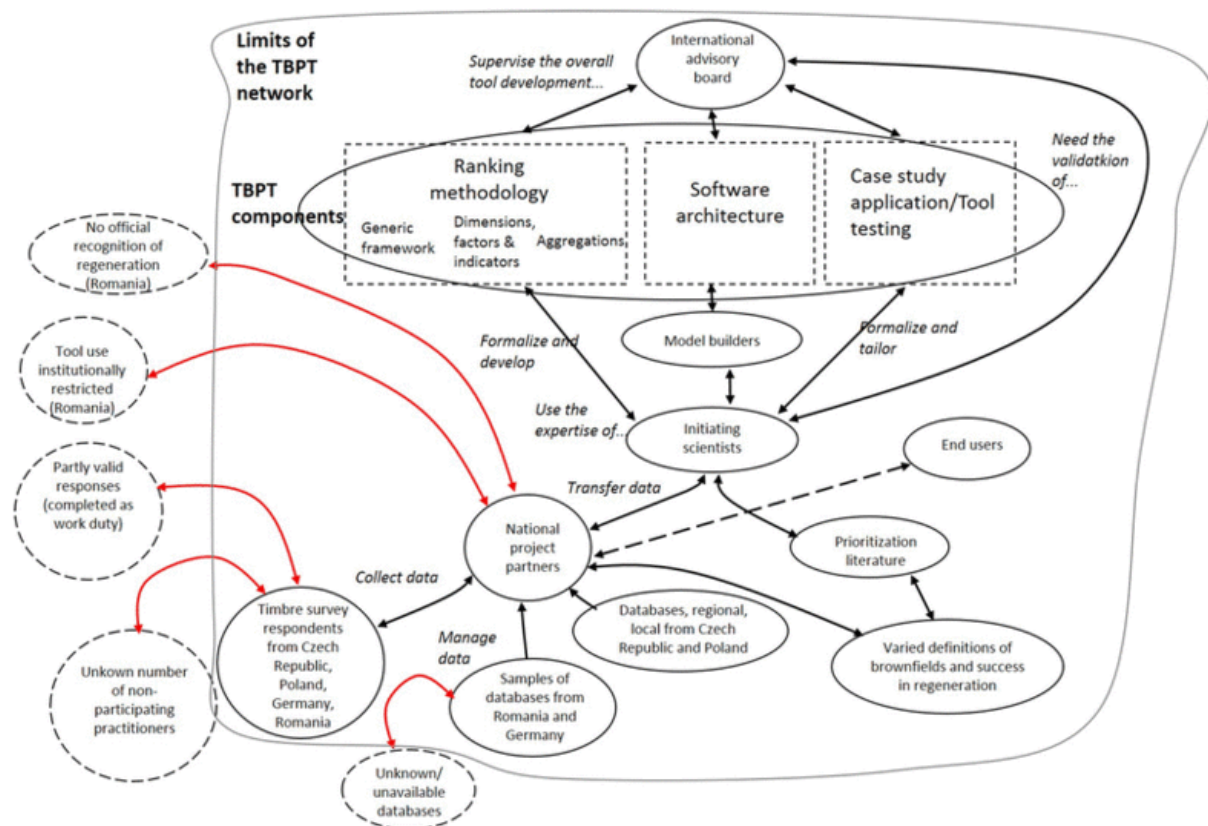 Limits of
the TBPT
network
International
advisory
board
Supervise the overall
tool development...
Need the
validatkion
of...
TBPT
components
Ranking
methodology
Generic
framework
Dimensions,
factors &
indicators
Aggregations
Software
architecture
Case study
application/Tool
testing
No official
recognition of
regeneration
(Romania)
Tool use
institutionally
restricted
(Romania)
Formalize and
develop
Model builders
Formalize and
tailor
Use the
expertise of...
Initiating
scientists
End users
Partly valid
responses
(completed as
work duty)
Transfer data
National
project
partners
Prioritization
literature
Collect data
Timbre survey
respondents
from Czech
Republic,
Poland,
Germany,
Romania
Manage
data
Databases, regional,
local from Czech
Republic and Poland
Varied definitions of
brownfields and success
in regeneration
Unkown number
of non-
participating
practitioners
Samples of
databases from
Romania and
Germany
Unknown/
unavailable
databases